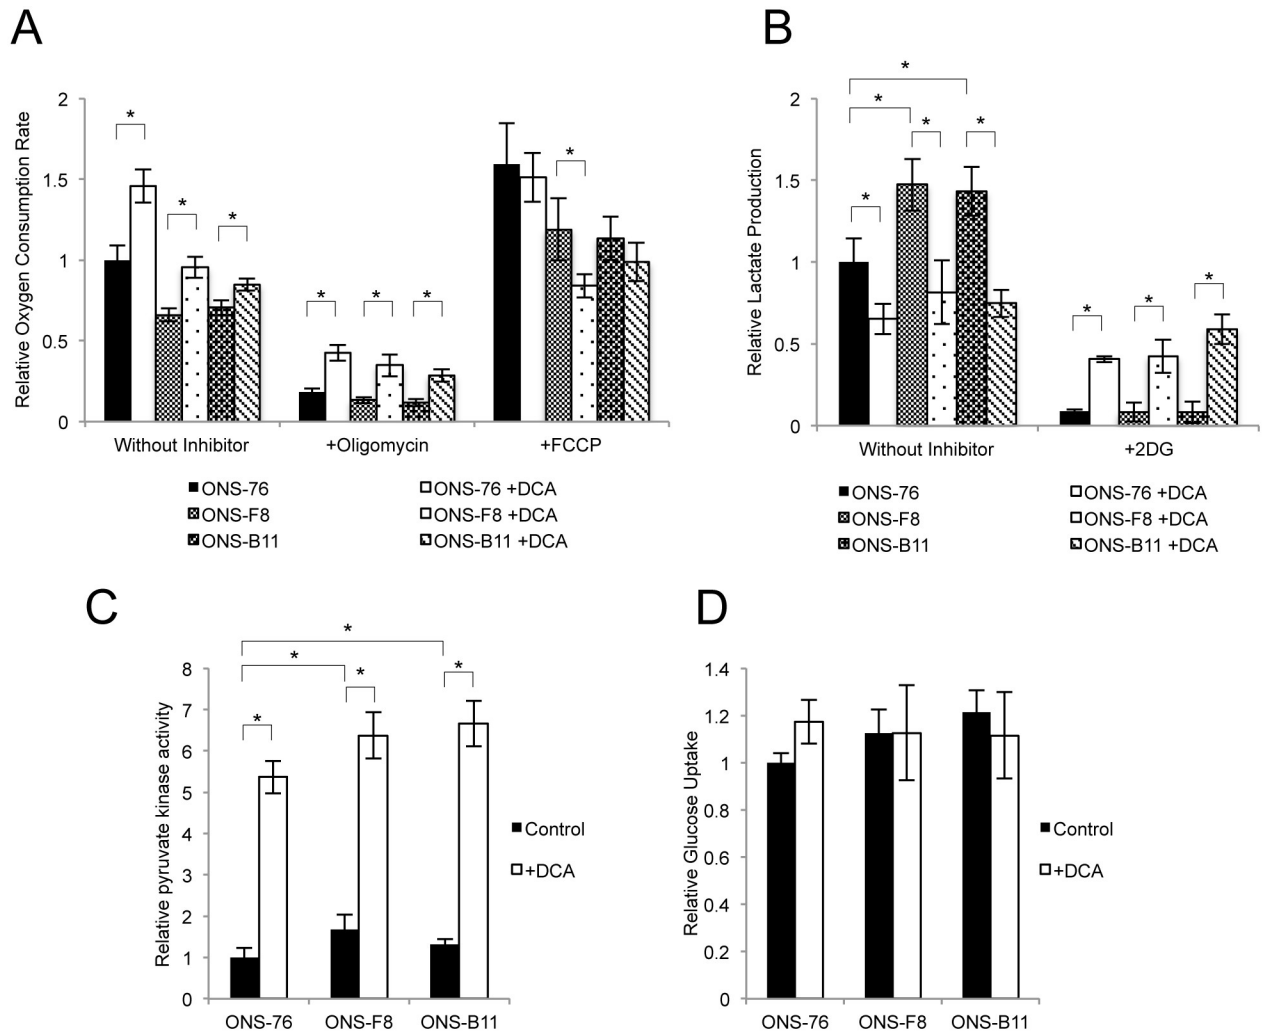 A
B
Relative Oxygen Consumption Rate
2
1.5
1
0.5
0
* * * * * * *
Without Inhibitor +Oligomycin +FCCP
ONS-76 ONS-76 +DCA
ONS-F8 ONS-F8 +DCA
ONS-B11 ONS-B11 +DCA
Relative Lactate Production
2
1.5
1
0.5
0
* * * * * * * *
Without Inhibitor +2DG
ONS-76 ONS-76 +DCA
ONS-F8 ONS-F8 +DCA
ONS-B11 ONS-B11 +DCA
C
D
Relative pyruvate kinase activity
8
7
6
5
4
3
2
1
0
* * * * *
ONS-76 ONS-F8 ONS-B11
Control
+DCA
Relative Glucose Uptake
1.4
1.2
1
0.8
0.6
0.4
0.2
0
ONS-76 ONS-F8 ONS-B11
Control
+DCA